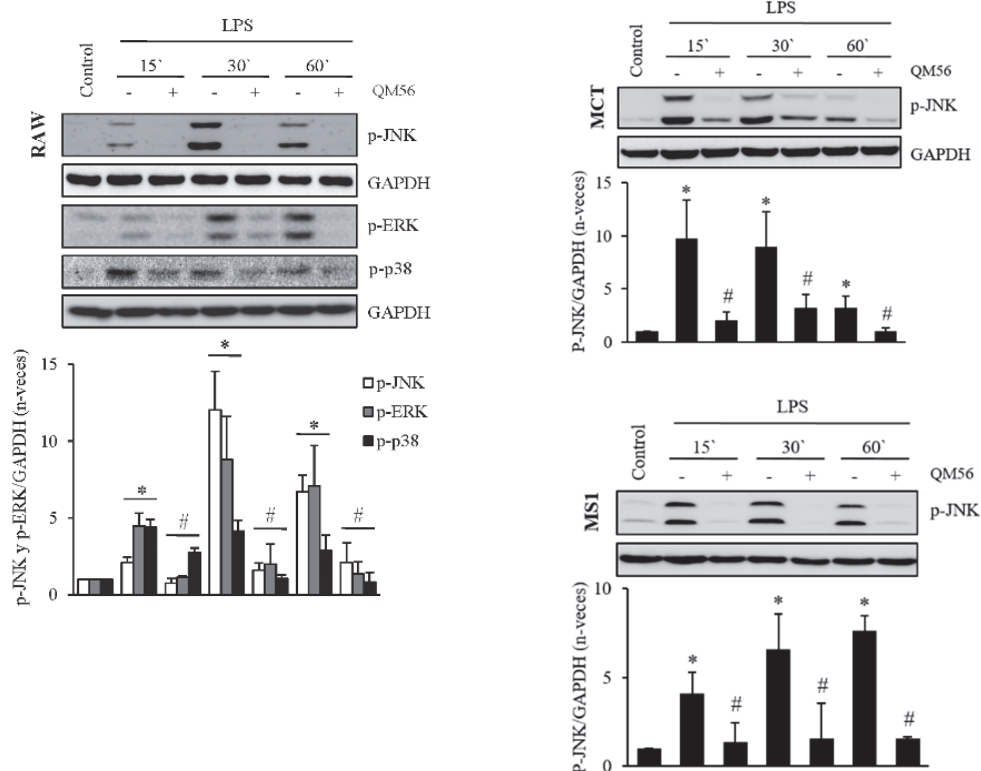 LPS
Control
15` 30` 60`
- + - + - + QM56
RAW
p-JNK
GAPDH
p-ERK
p-p38
GAPDH
p-JNK y p-ERK/GAPDH (n-veces)
15
10
5
0
* # * # * #
p-JNK
p-ERK
p-p38
LPS
Control
15` 30` 60`
- + - + - + QM56
MCT
p-JNK
GAPDH
P-JNK/GAPDH (n-veces)
15
10
5
0
* # * # * #
LPS
Control
15` 30` 60`
- + - + - + QM56
MS1
p-JNK
P-JNK/GAPDH (n-veces)
10
5
0
* # * # * #